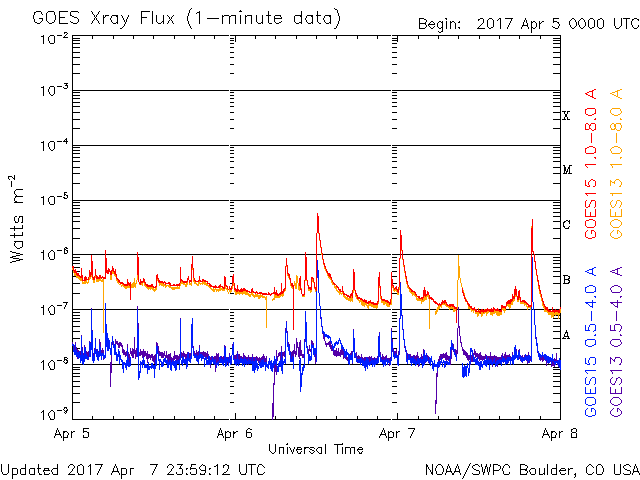 GOES Xray Flux (1-minute data)
Begin: 2017 Apr 5 0000 UTC
10-2
10-3
10-4
10-5
10-6
10-7
10-8
10-9
Watts m-2
X
M
C
B
A
GOES15 1.0-8.0 A
GOES13 1.0-8.0 A
GOES15 0.5-4.0 A
GOES13 0.5-4.0 A
Apr 5
Apr 6
Apr 7
Apr 8
Universal Time
Updated 2017 Apr 7 23:59:12 UTC
NOAA/SWPC Boulder, CO USA